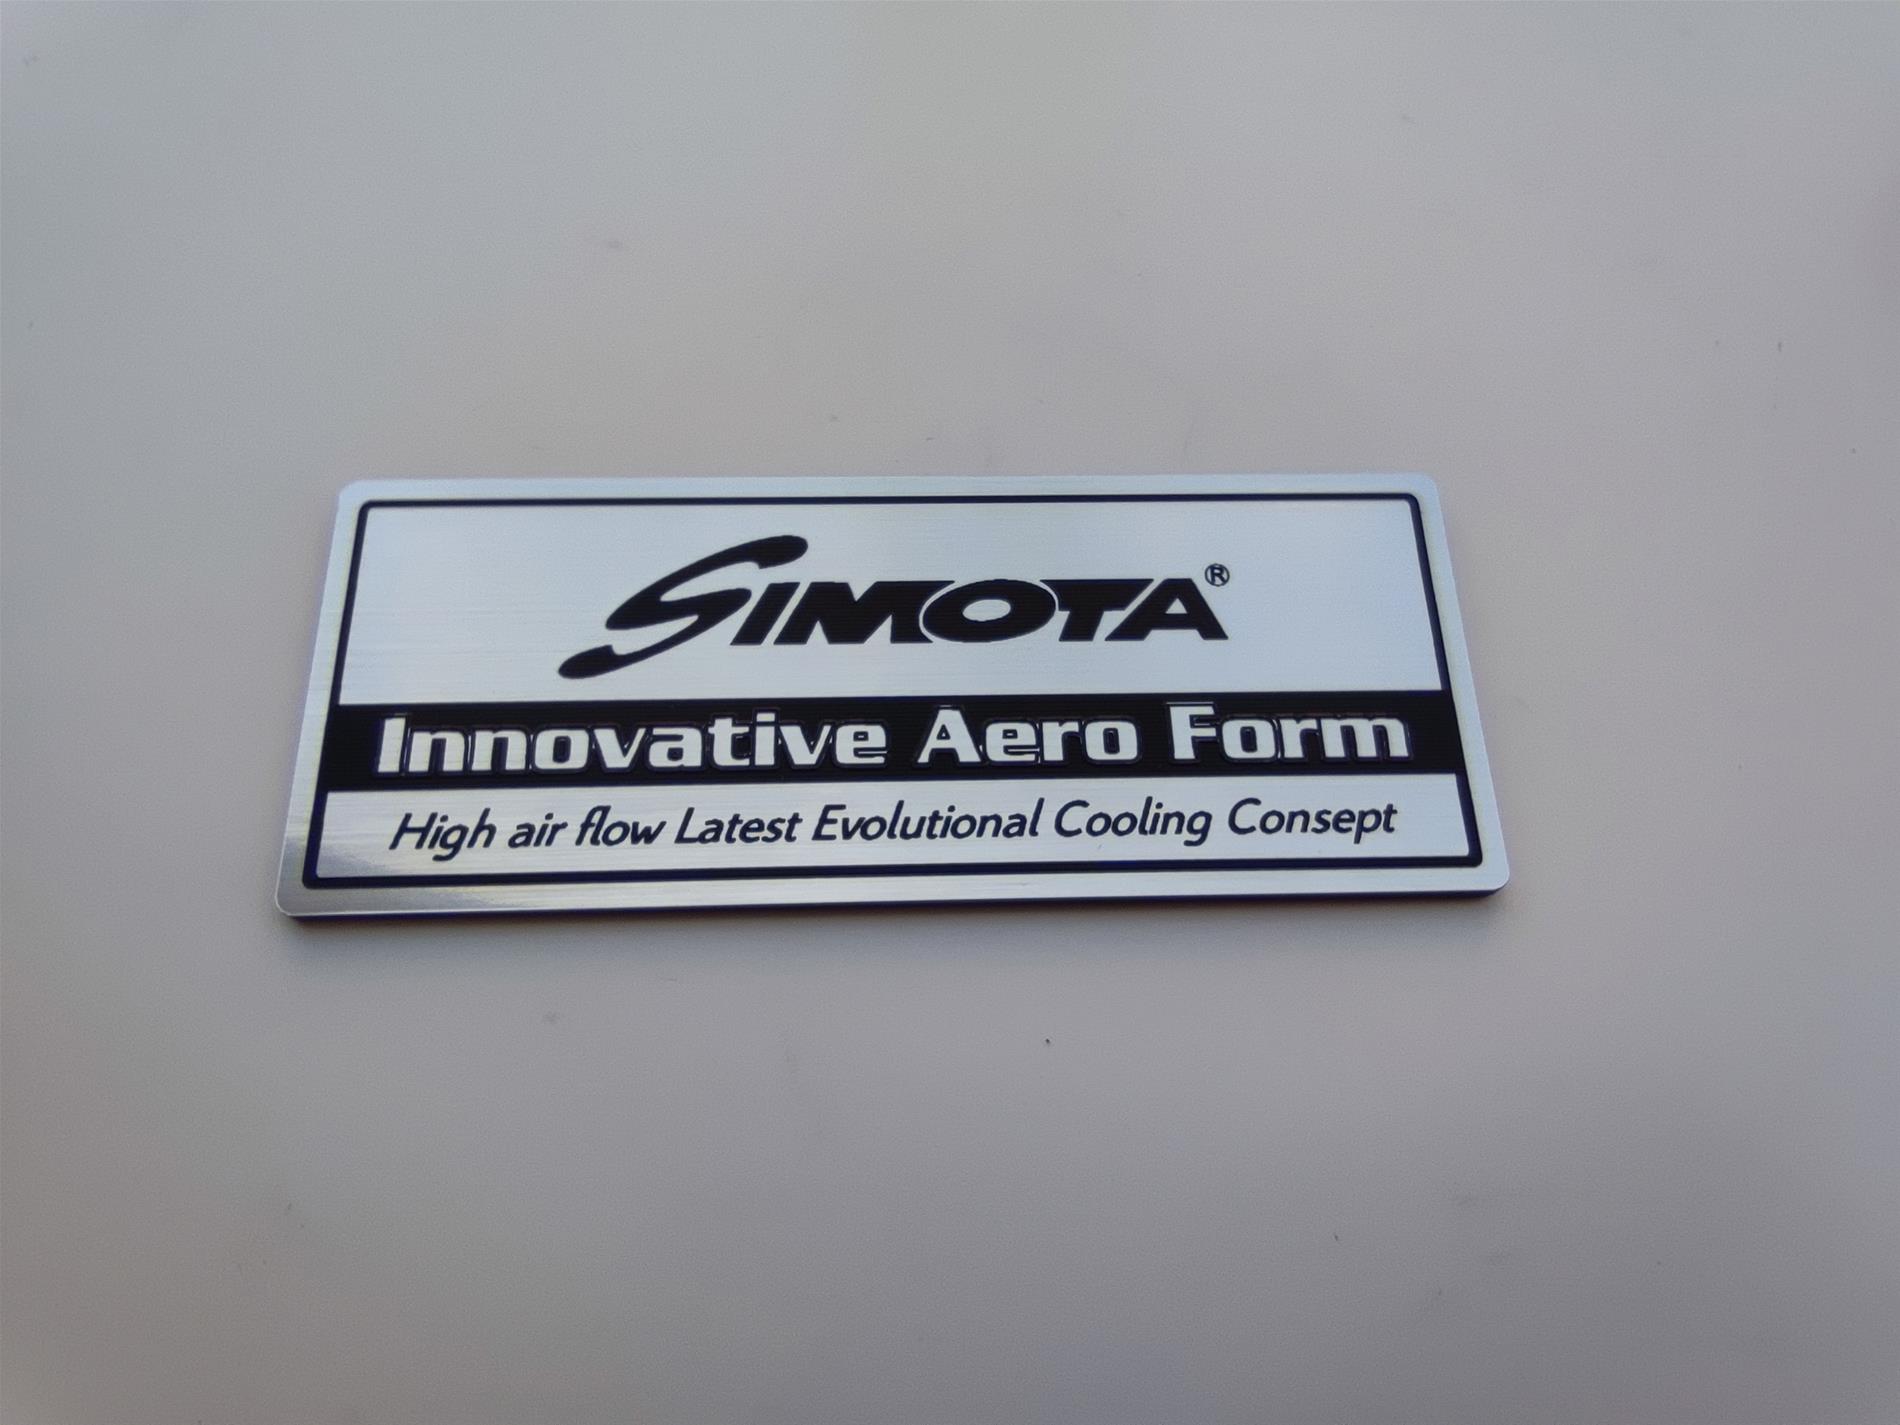 SIMOTA®
Innovative Aero Form
High air flow Latest Evolutional Cooling Consept